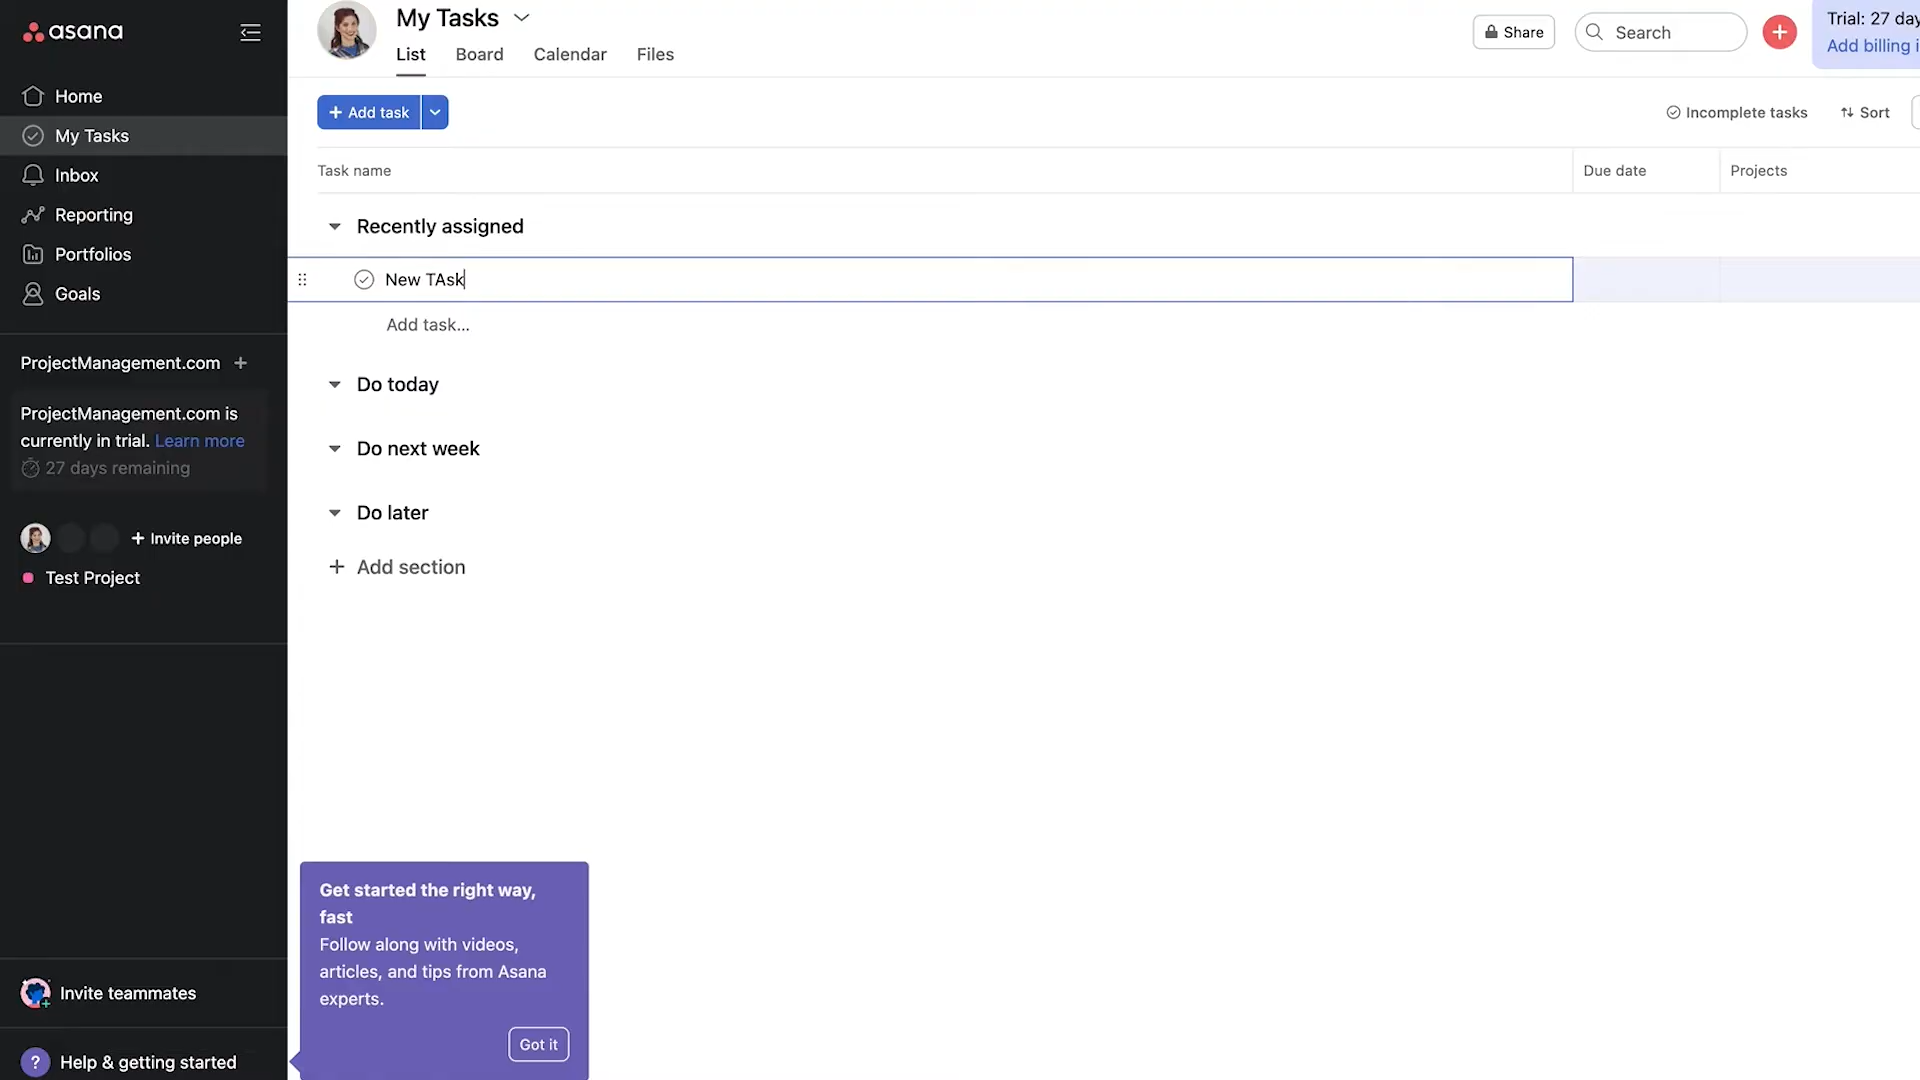 asana
Home
My Tasks
Inbox
Reporting
Portfolios
Goals
ProjectManagement.com +
ProjectManagement.com is
currently in trial. Learn more
27 days remaining
+ Invite people
Test Project
Invite teammates
? Help & getting started
My Tasks
List Board Calendar Files
Share
Search
+
Trial: 27 day
Add billing i
+ Add task
Incomplete tasks
Sort
Task name Due date Projects
Recently assigned
New TAsk
Add task...
Do today
Do next week
Do later
+ Add section
Get started the right way,
fast
Follow along with videos,
articles, and tips from Asana
experts.
Got it